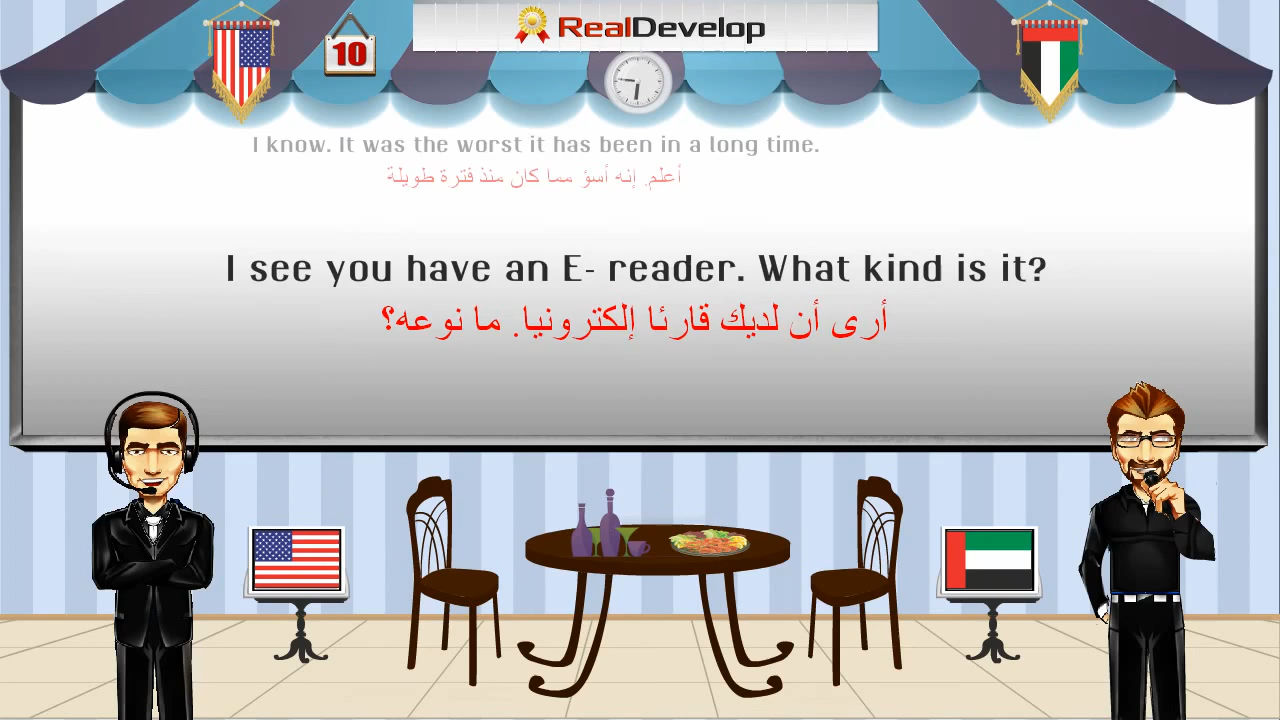 10
RealDevelop
I know. It was the worst it has been in a long time.
أعلم. إنه أسؤ مما كان منذ فترة طويلة
I see you have an E- reader. What kind is it?
أرى أن لديك قارئا إلكترونيا. ما نوعه؟